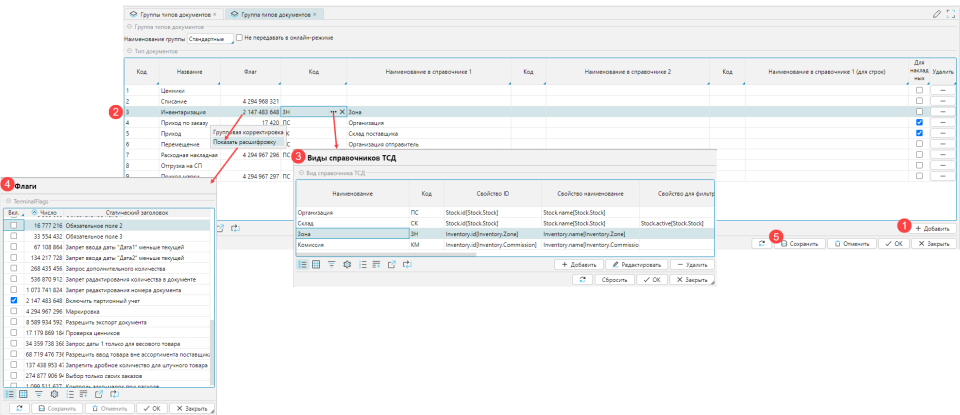 Группы типов документов × Группа типов документов ×
Группа типов документов
Наименование группы Стандартные Не передавать в онлайн-режиме
Тип документов
Код Название Флаг Код Наименование в справочнике 1 Код Наименование в справочнике 2 Код Наименование в справочнике 1 (для строк) Для наклад ных Удалить
1 Ценники
2 Списание 4 294 968 321
2
3 Инвентаризация 2 147 483 648 ЗН Зона
4 Приход по заказу 17 420 ПС Организация
5 Приход Склад поставщика
6 Перемещение Организация отправитель
7 Расходная накладная 4 294 967 296 ПС
8 Отгрузка на СП
9 4 294 967 297 ПС
Групповая корректировка
Показать расшифровку
1
+ Добавить
5
Сохранить Отменить ОК Закрыть
3 Виды справочников ТСД
Вид справочника ТСД
Наименование Код Свойство ID Свойство наименование Свойство для фильтр
Организация ПС Stock.id[Stock.Stock] Stock.name[Stock.Stock]
Склад СК Stock.id[Stock.Stock] Stock.name[Stock.Stock] Stock.active[Stock.Stock]
Зона ЗН Inventory.id[Inventory.Zone] Inventory.name[Inventory.Zone]
Комиссия КМ Inventory.id[Inventory.Commission] Inventory.name[Inventory.Commissio
+ Добавить Редактировать — Удалить
Сбросить ОК Закрыть
4 Флаги
TerminalFlags
Вкл. Число Статический заголовок
16 777 216 Обязательное поле 2
33 554 432 Обязательное поле 3
67 108 864 Запрет ввода даты "Дата1" меньше текущей
134 217 728 Запрет ввода даты "Дата2" меньше текущей
268 435 456 Запрос дополнительного количества
536 870 912 Запрет редактирования количества в документе
1 073 741 824 Запрет редактирования номера документа
2 147 483 648 Включить партионный учет
4 294 967 296 Маркировка
8 589 934 592 Разрешить экспорт документа
17 179 869 184 Проверка ценников
34 359 738 368 Запрос даты 1 только для весового товара
68 719 476 736 Разрешить ввод товара вне ассортимента поставщика
137 438 953 47 Запретить дробное количество для штучного товара
274 877 906 94 Выбор только своих заказов
Сохранить Отменить ОК Закрыть